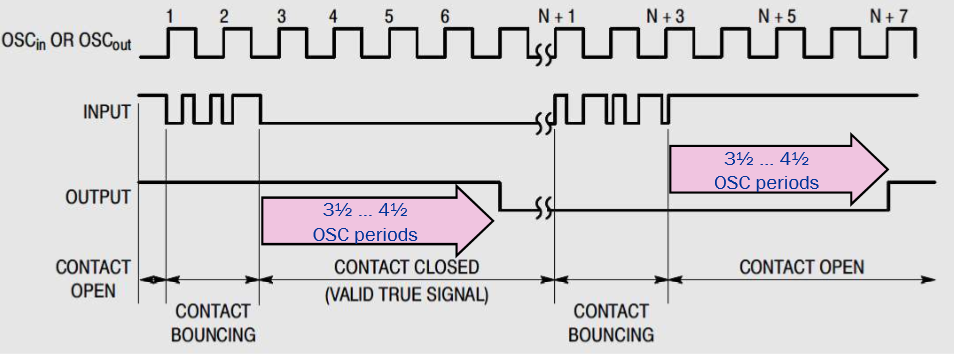 1 2 3 4 5 6 N + 1 N + 3 N + 5 N + 7
OSCin OR OSCout
INPUT
3½ ... 4½
OSC periods
OUTPUT
3½ ... 4½
OSC periods
CONTACT
OPEN
CONTACT CLOSED
(VALID TRUE SIGNAL)
CONTACT OPEN
CONTACT
BOUNCING
CONTACT
BOUNCING